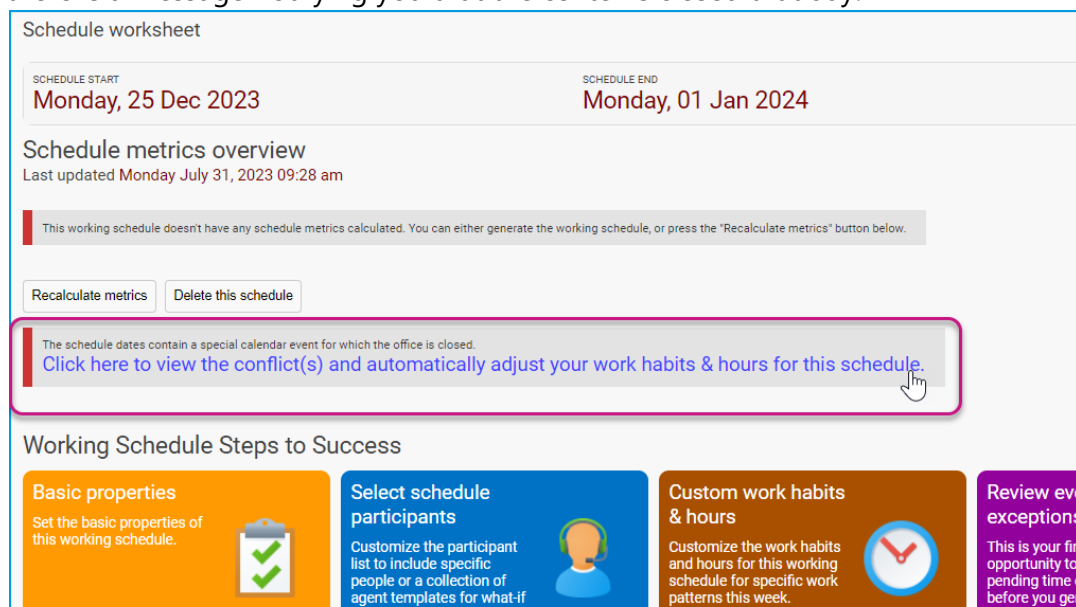 Schedule worksheet
SCHEDULE START
Monday, 25 Dec 2023
SCHEDULE END
Monday, 01 Jan 2024
Schedule metrics overview
Last updated Monday July 31, 2023 09:28 am
This working schedule doesn't have any schedule metrics calculated. You can either generate the working schedule, or press the "Recalculate metrics" button below.
Recalculate metrics
Delete this schedule
The schedule dates contain a special calendar event for which the office is closed.
Click here to view the conflict(s) and automatically adjust your work habits & hours for this schedule.
Working Schedule Steps to Success
Basic properties
Set the basic properties of
this working schedule.
Select schedule
participants
Customize the participant
list to include specific
people or a collection of
agent templates for what-if
Custom work habits
& hours
Customize the work habits
and hours for this working
schedule for specific work
patterns this week.
Review
exceptions
This is your
opportunity to
pending time
before you